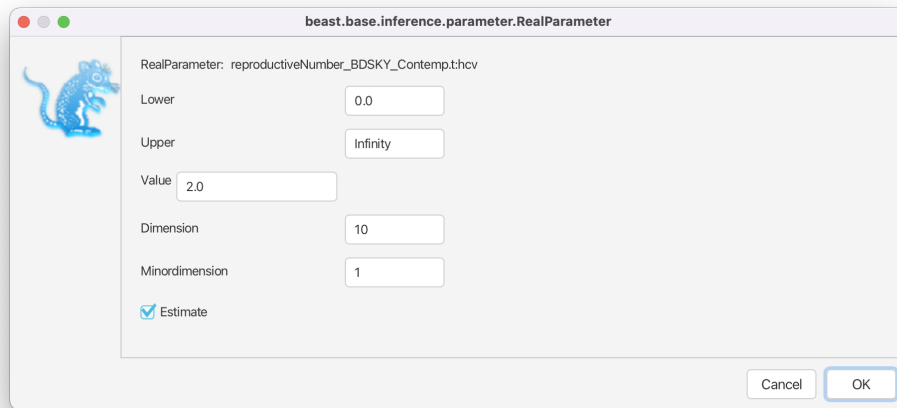 beast.base.inference.parameter.RealParameter
RealParameter: reproductiveNumber_BDSKY_Contemp.t:hcv
Lower 0.0
Upper Infinity
Value 2.0
Dimension 10
Minordimension 1
Estimate
Cancel OK